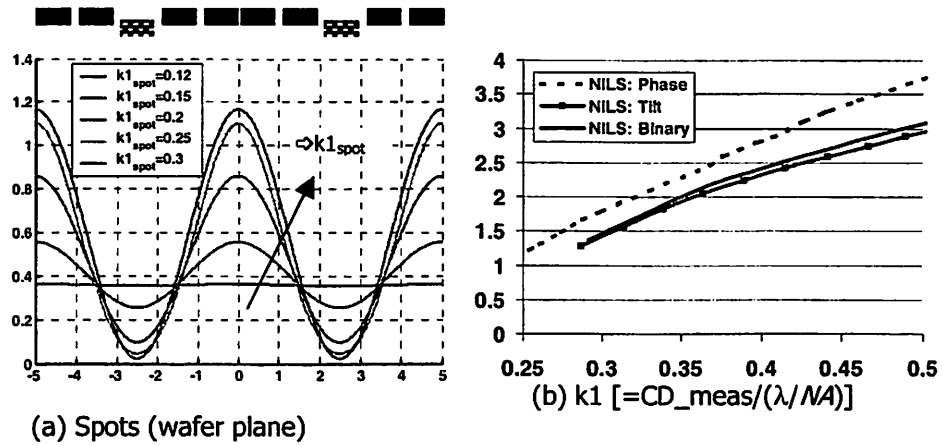 1.4
1.2
1
0.8
0.6
0.4
0.2
0
-5 -4 -3 -2 -1 0 1 2 3 4 5
k1spot=0.12
k1spot=0.15
k1spot=0.2
k1spot=0.25
k1spot=0.3
⇨k1spot
(a) Spots (wafer plane)
4
3.5
3
2.5
2
1.5
1
0.5
0
0.25 0.3 0.35 0.4 0.45 0.5
NILS: Phase
NILS: Tilt
NILS: Binary
(b) k1 [=CD_meas/(λ/NA)]